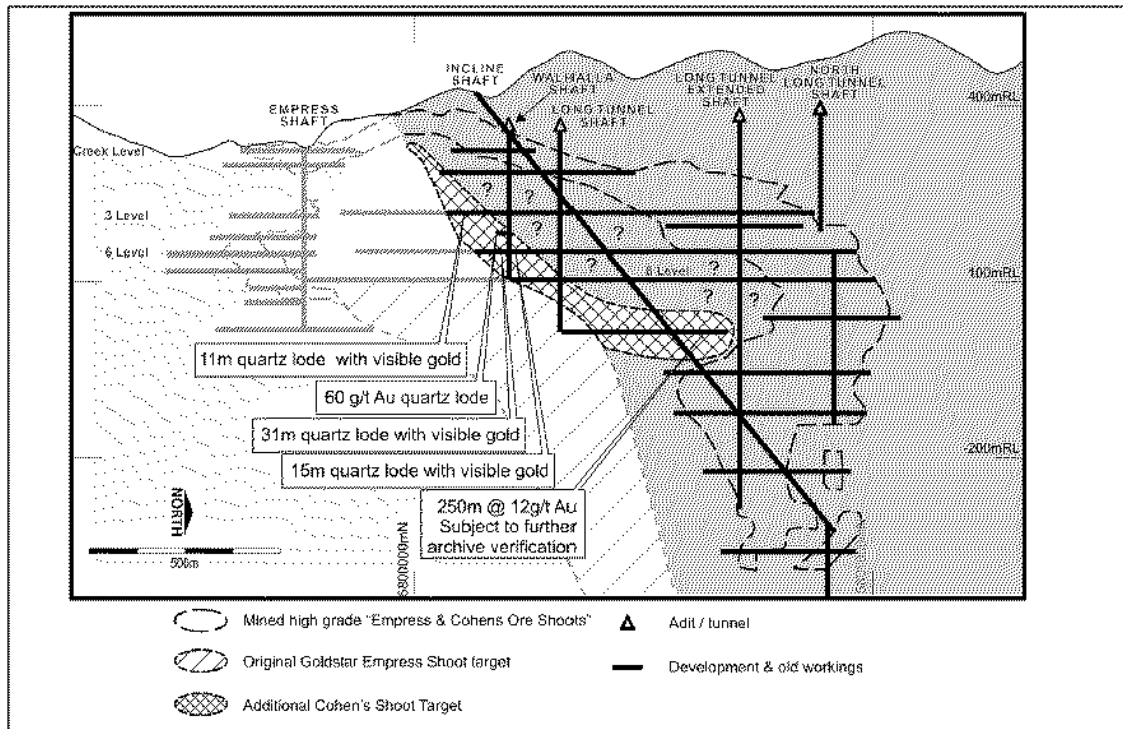 INCLINE
SHAFT
WALHALLA
SHAFT
LONG TUNNEL
EXTENDED
SHAFT
NORTH
LONG TUNNEL
SHAFT
400mRL
EMPRESS
SHAFT
LONG TUNNEL
SHAFT
Creek Level
3 Level
6 Level
? ?
? ?
? ?
8 Level
? ?
100mRL
11m quartz lode with visible gold
60 g/t Au quartz lode
31m quartz lode with visible gold
15m quartz lode with visible gold
250m @ 12g/t Au
Subject to further
archive verification
-200mRL
NORTH
500m
5800000mN
Mined high grade "Empress & Cohens Ore Shoots"
Adit / tunnel
Original Goldstar Empress Shoot target
Development & old workings
Additional Cohen's Shoot Target